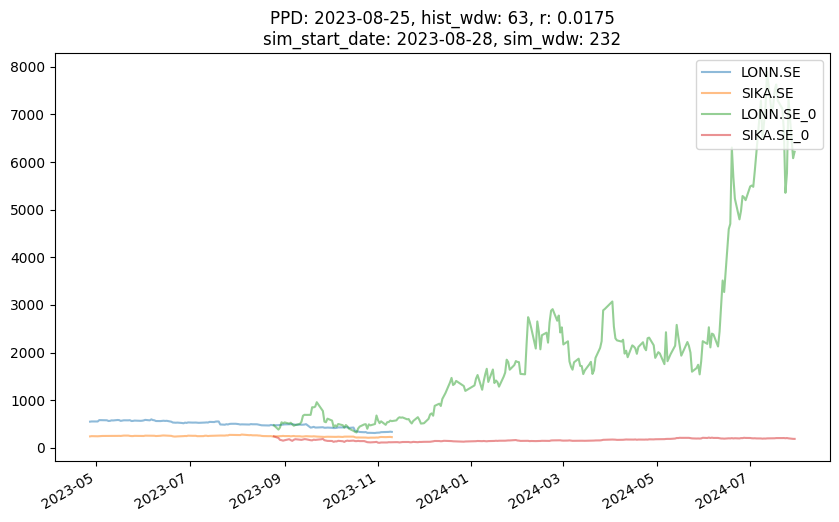 PPD: 2023-08-25, hist_wdw: 63, r: 0.0175
sim_start_date: 2023-08-28, sim_wdw: 232
8000
7000
6000
5000
4000
3000
2000
1000
0
LONN.SE
SIKA.SE
LONN.SE_0
SIKA.SE_0
2023-05
2023-07
2023-09
2023-11
2024-01
2024-03
2024-05
2024-07